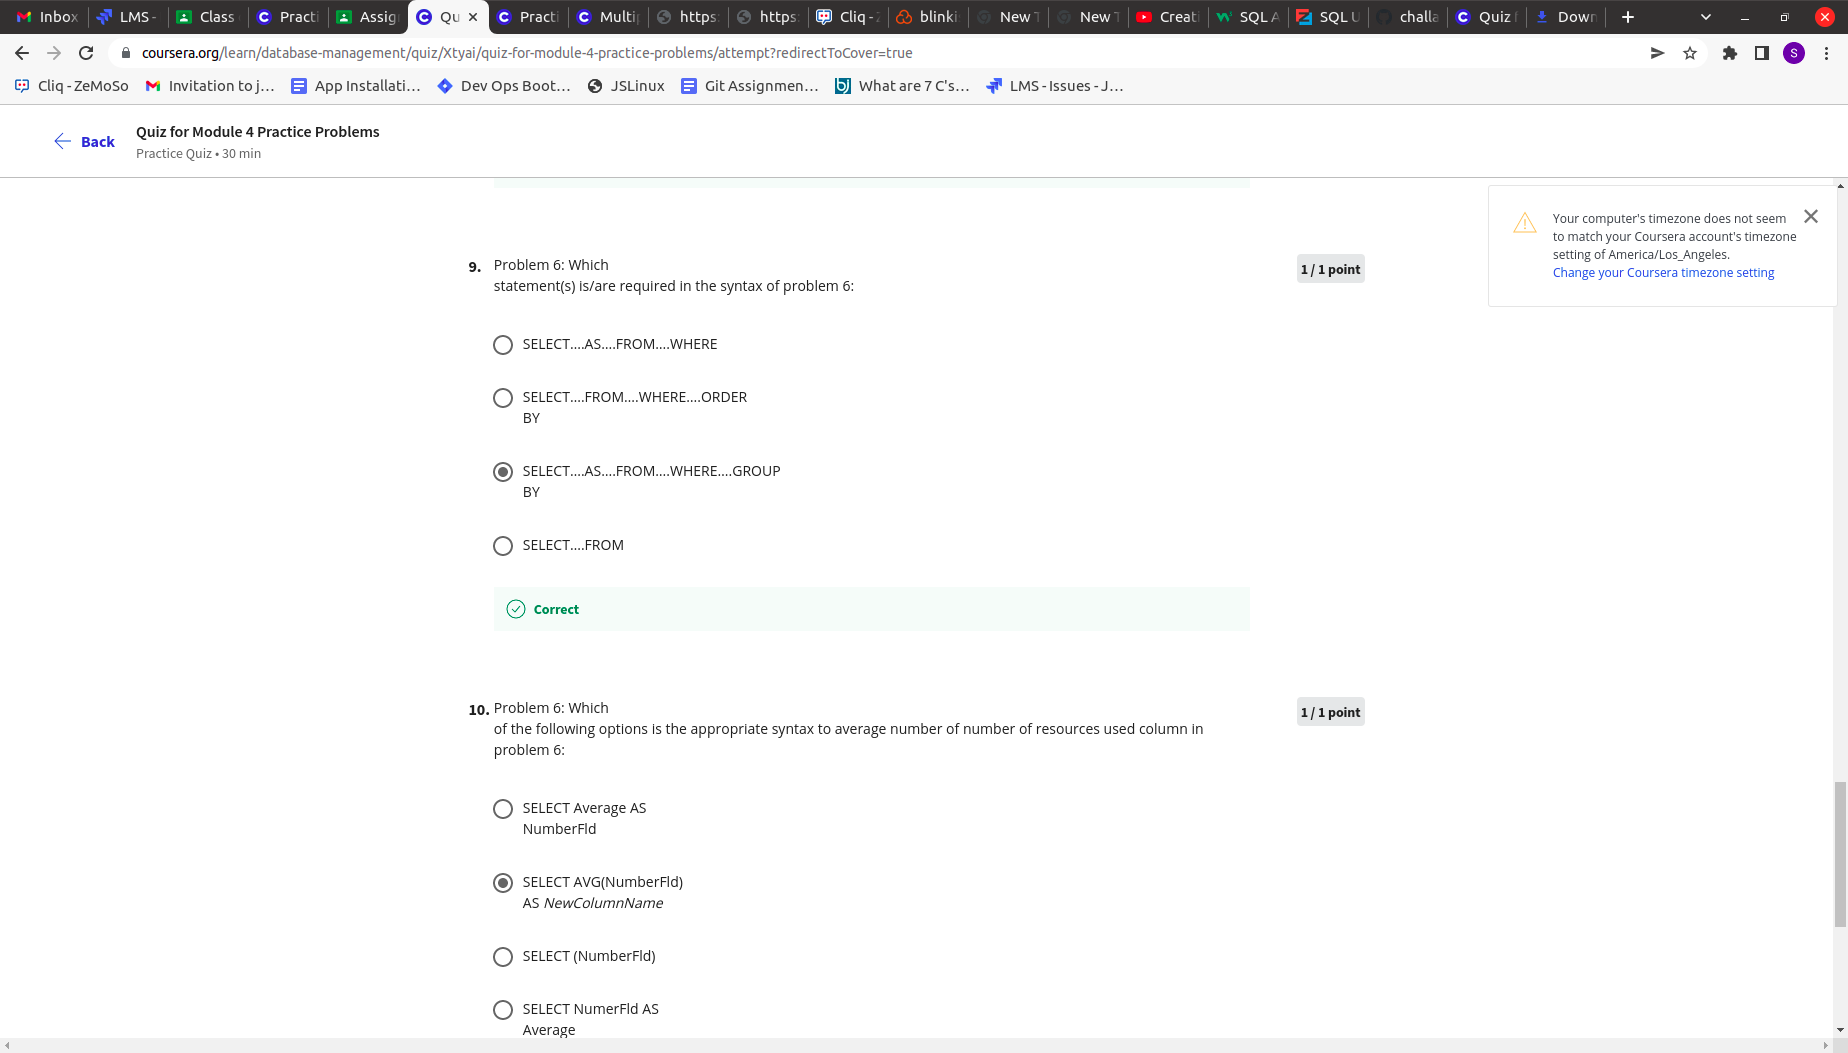 Inbox
LMS -
Class
Practi
Assig
Qu
Practi
Multi
https:
https:
Cliq -
blinki
New
New
Creati
SQL A
SQL U
challa
Quiz f
Down
coursera.org/learn/database-management/quiz/Xtyai/quiz-for-module-4-practice-problems/attempt?redirectToCover=true
S
Cliq - ZeMoSo
Invitation to j...
App Installati...
Dev Ops Boot...
JSLinux
Git Assignmen...
What are 7 C's...
LMS - Issues - J...
Back
Quiz for Module 4 Practice Problems
Practice Quiz • 30 min
Your computer's timezone does not seem
to match your Coursera account's timezone
setting of America/Los_Angeles.
Change your Coursera timezone setting
9. Problem 6: Which
statement(s) is/are required in the syntax of problem 6:
1 / 1 point
SELECT....AS....FROM....WHERE
SELECT....FROM....WHERE....ORDER
BY
SELECT....AS....FROM....WHERE....GROUP
BY
SELECT....FROM
Correct
10. Problem 6: Which
of the following options is the appropriate syntax to average number of number of resources used column in
problem 6:
1 / 1 point
SELECT Average AS
NumberFld
SELECT AVG(NumberFld)
AS NewColumnName
SELECT (NumberFld)
SELECT NumerFld AS
Average